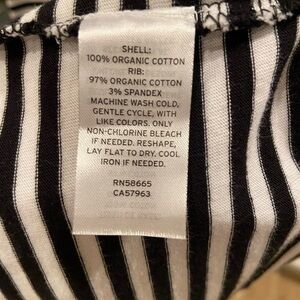 SHELL:
100% ORGANIC COTTON
RIB:
97% ORGANIC COTTON
3% SPANDEX
MACHINE WASH COLD,
GENTLE CYCLE, WITH
LIKE COLORS. ONLY
NON-CHLORINE BLEACH
IF NEEDED. RESHAPE,
LAY FLAT TO DRY. COOL
IRON IF NEEDED.
RN58665
CA57963